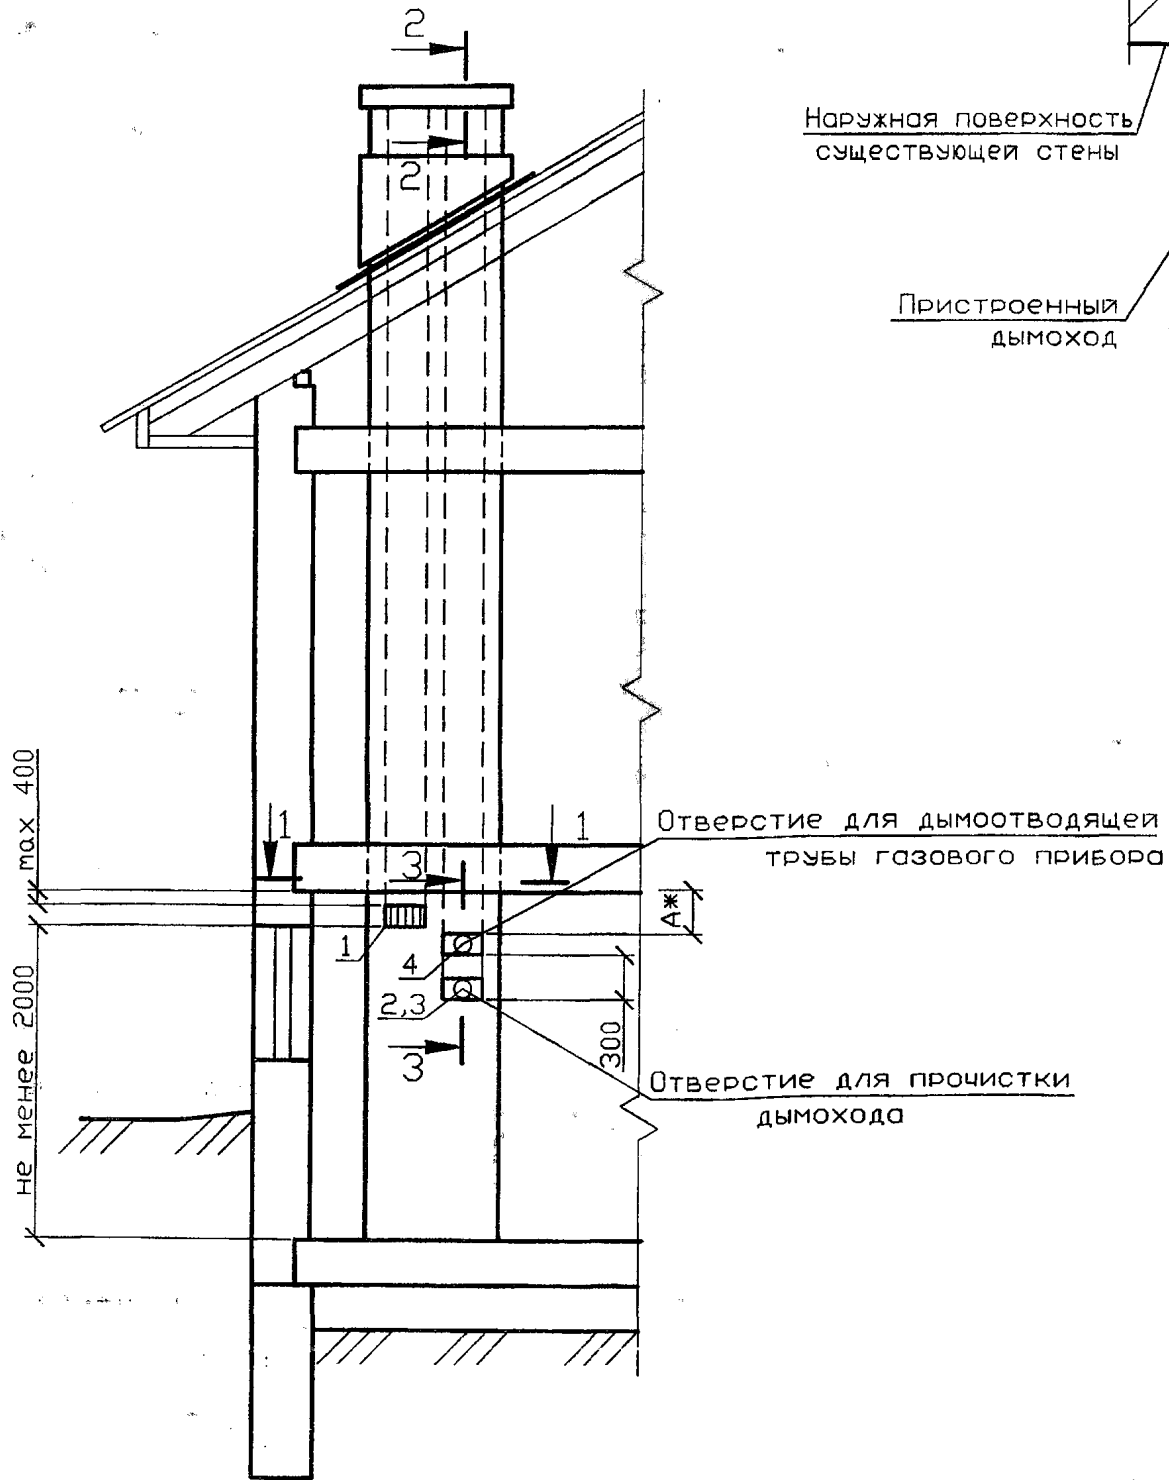 2
2
Наружная поверхность
существующей стены
Пристроенный
дымоход
max 400
1
1
3
Отверстие для дымоотводящей
трубы газового прибора
А*
1
4
2,3
300
3
не менее 2000
Отверстие для прочистки
дымохода